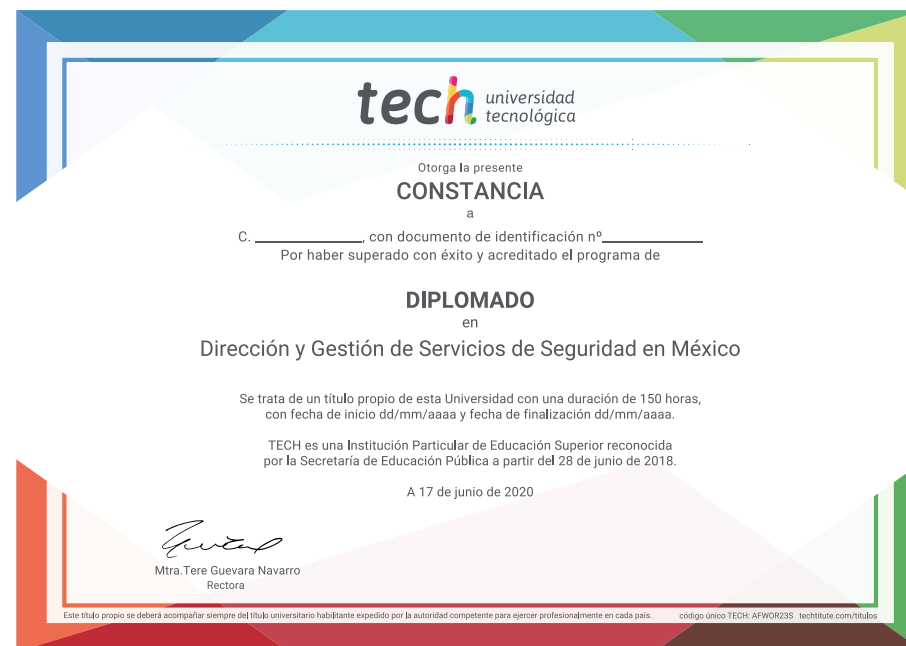 tech universidad
tecnológica
Otorga la presente
CONSTANCIA
a
C. ______________, con documento de identificación nº_____________
Por haber superado con éxito y acreditado el programa de
DIPLOMADO
en
Dirección y Gestión de Servicios de Seguridad en México
Se trata de un título propio de esta Universidad con una duración de 150 horas,
con fecha de inicio dd/mm/aaaa y fecha de finalización dd/mm/aaaa.
TECH es una Institución Particular de Educación Superior reconocida
por la Secretaría de Educación Pública a partir del 28 de junio de 2018.
A 17 de junio de 2020
Mtra.Tere Guevara Navarro
Rectora
Este título propio se deberá acompañar siempre del título universitario habilitante expedido por la autoridad competente para ejercer profesionalmente en cada país. código único TECH: AFWOR23S techtitute.com/titulos